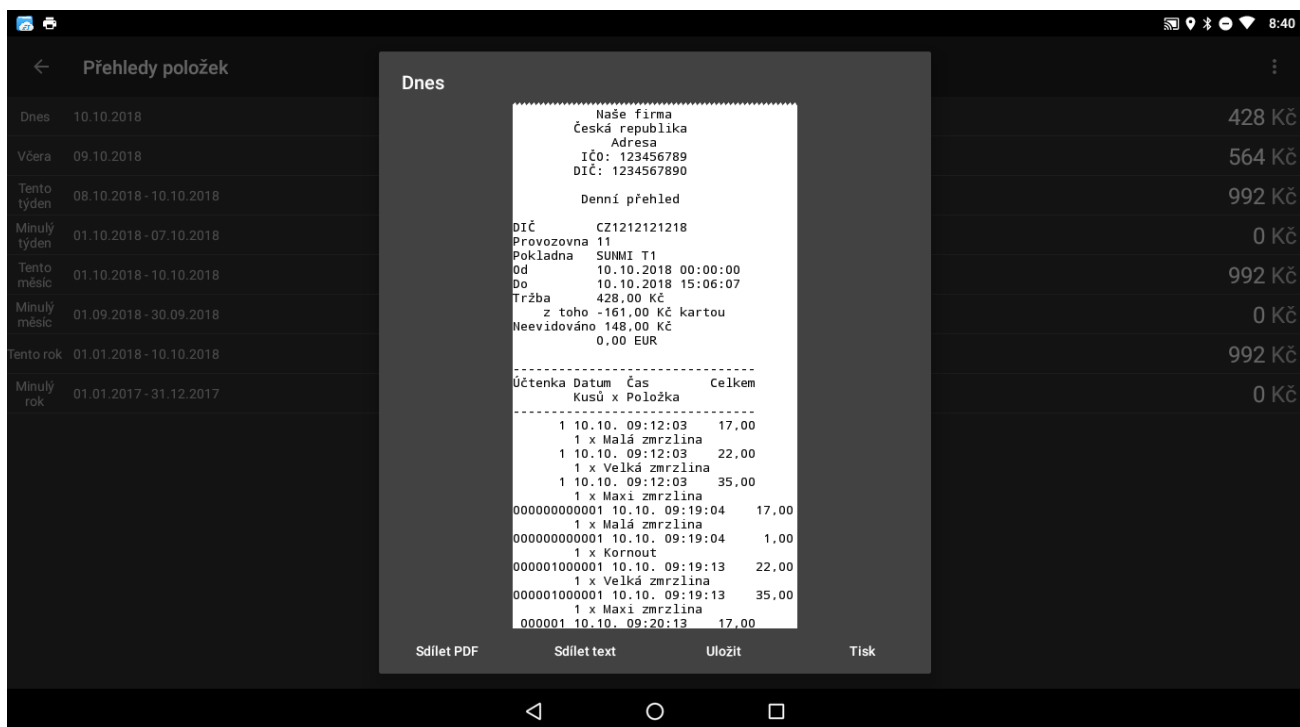 8:40
Přehledy položek
Dnes 10.10.2018 428 Kč
Včera 09.10.2018 564 Kč
Tento týden 08.10.2018 - 10.10.2018 992 Kč
Minulý týden 01.10.2018 - 07.10.2018 0 Kč
Tento měsíc 01.10.2018 - 10.10.2018 992 Kč
Minulý měsíc 01.09.2018 - 30.09.2018 0 Kč
Tento rok 01.01.2018 - 10.10.2018 992 Kč
Minulý rok 01.01.2017 - 31.12.2017 0 Kč
Dnes
Naše firma
Česká republika
Adresa
IČO: 123456789
DIČ: 1234567890
Denní přehled
DIČ CZ1212121218
Provozovna 11
Pokladna SUNMI T1
Od 10.10.2018 00:00:00
Do 10.10.2018 15:06:07
Tržba 428,00 Kč
z toho -161,00 Kč kartou
Neevidováno 148,00 Kč
0,00 EUR
--------------------------------
Účtenka Datum Čas Celkem
Kusů x Položka
--------------------------------
1 10.10. 09:12:03 17,00
1 x Malá zmrzlina
1 10.10. 09:12:03 22,00
1 x Velká zmrzlina
1 10.10. 09:12:03 35,00
1 x Maxi zmrzlina
000000000001 10.10. 09:19:04 17,00
1 x Malá zmrzlina
000000000001 10.10. 09:19:04 1,00
1 x Kornout
000001000001 10.10. 09:19:13 22,00
1 x Velká zmrzlina
000001000001 10.10. 09:19:13 35,00
1 x Maxi zmrzlina
000001 10.10. 09:20:13 17,00
Sdílet PDF Sdílet text Uložit Tisk